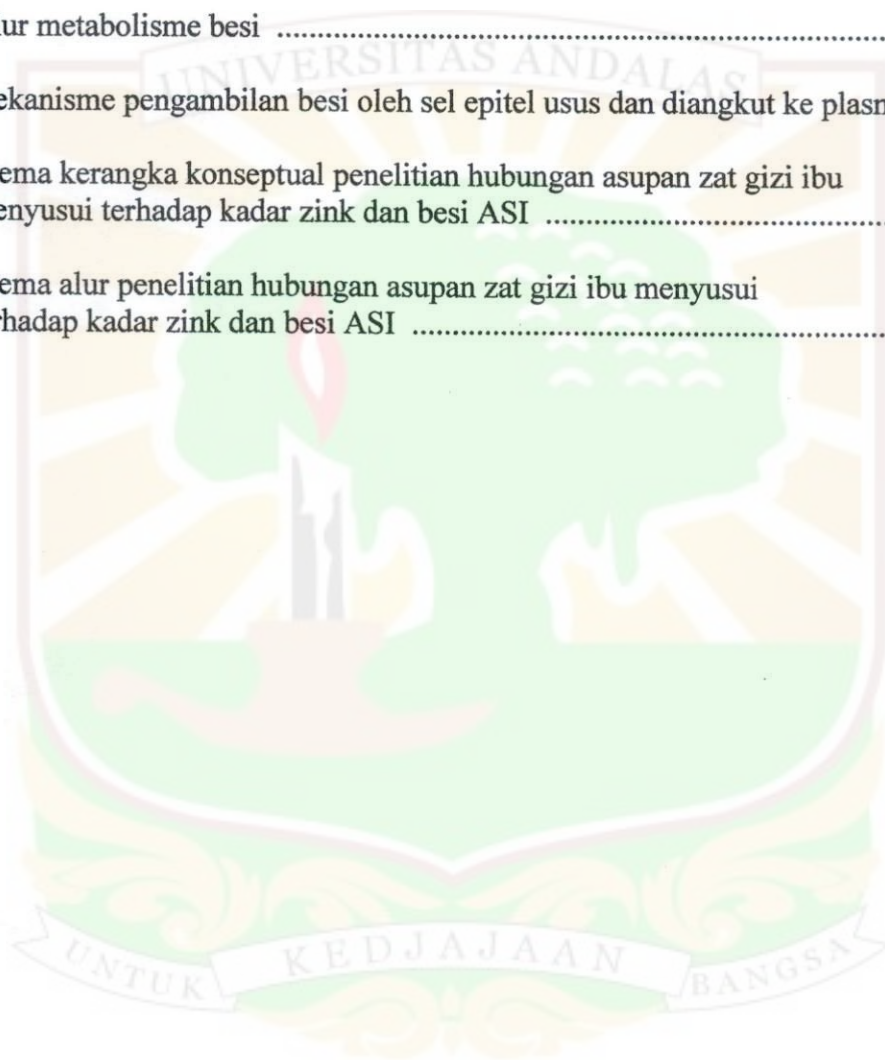 ur metabolisme besi ........................................................................
UNIVERSITAS ANDALAS
ekanisme pengambilan besi oleh sel epitel usus dan diangkut ke plasm
ema kerangka konseptual penelitian hubungan asupan zat gizi ibu
enyusui terhadap kadar zink dan besi ASI ..........................................
ema alur penelitian hubungan asupan zat gizi ibu menyusui
hadap kadar zink dan besi ASI ..........................................................
UNTUK KEDJAJAAN BANGSA